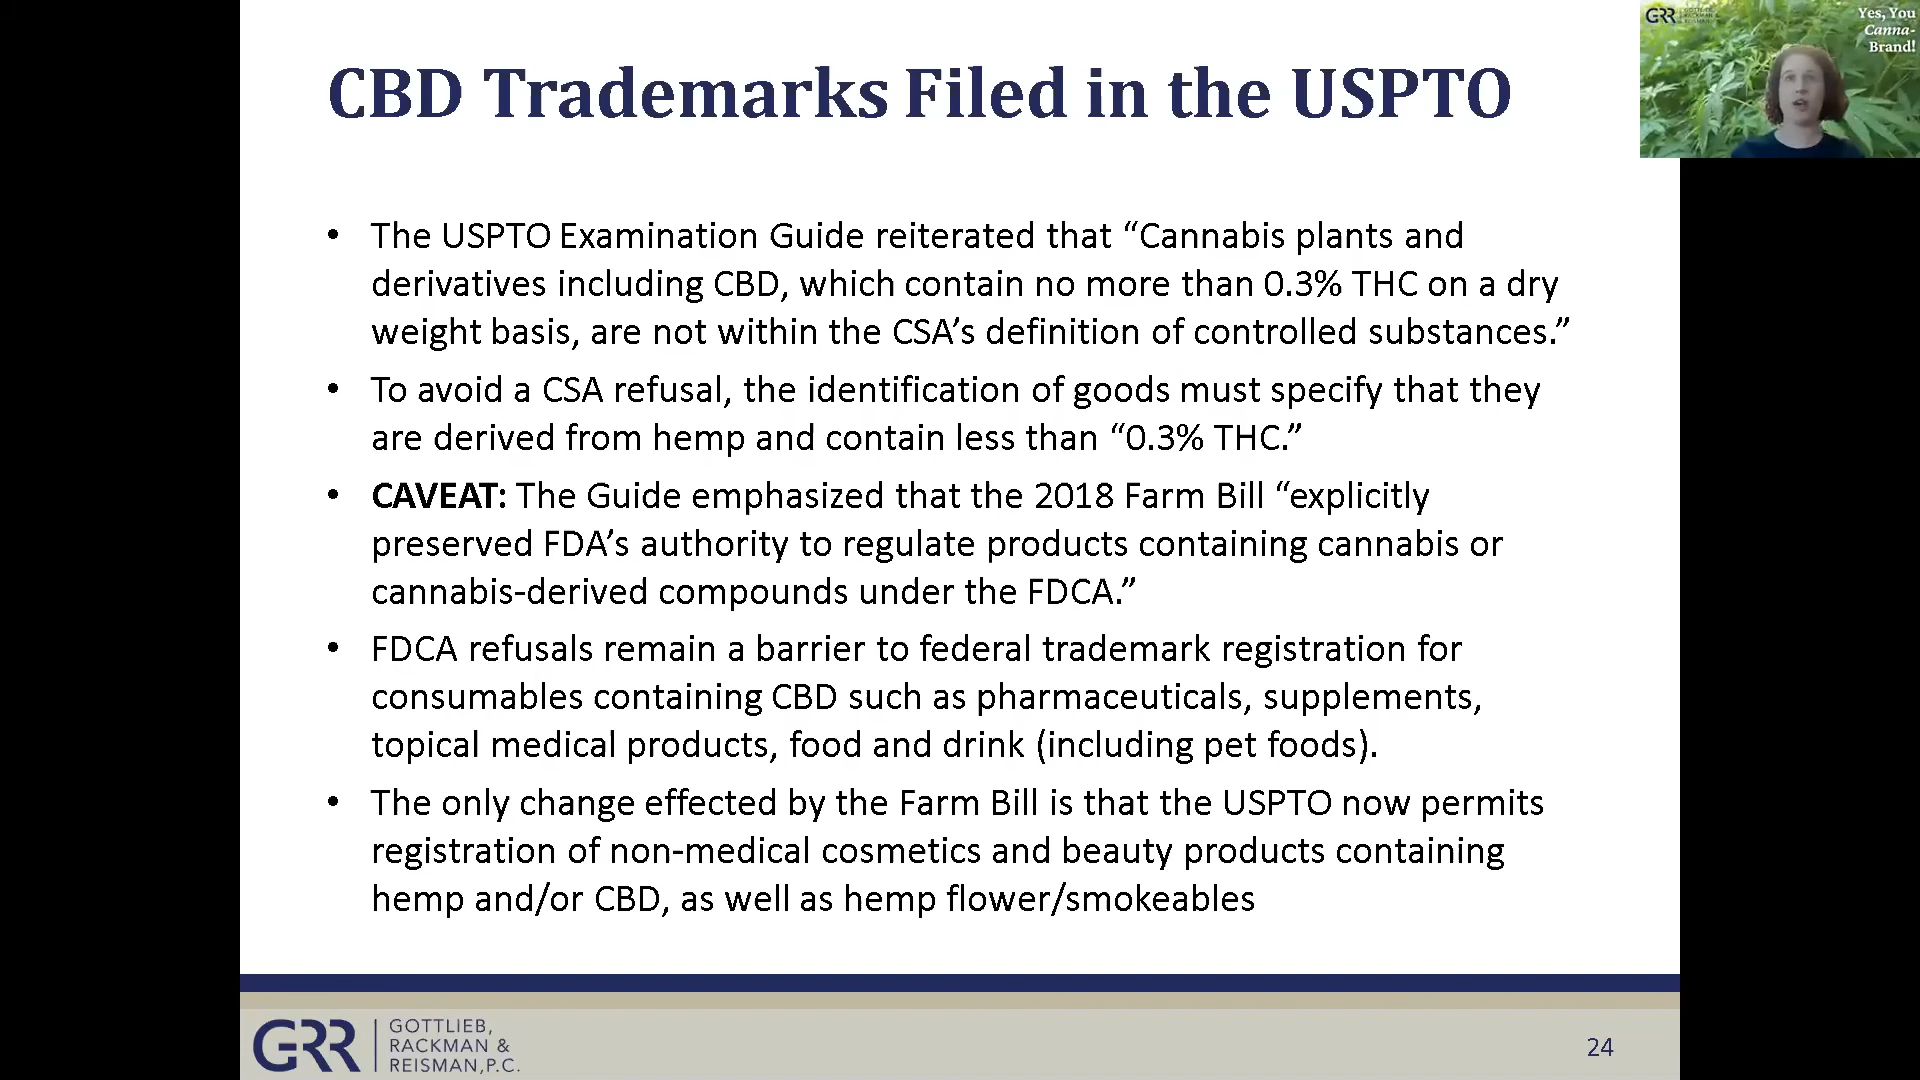 CBD Trademarks Filed in the USPTO
• The USPTO Examination Guide reiterated that “Cannabis plants and
derivatives including CBD, which contain no more than 0.3% THC on a dry
weight basis, are not within the CSA’s definition of controlled substances.”
• To avoid a CSA refusal, the identification of goods must specify that they
are derived from hemp and contain less than “0.3% THC.”
• CAVEAT: The Guide emphasized that the 2018 Farm Bill “explicitly
preserved FDA’s authority to regulate products containing cannabis or
cannabis-derived compounds under the FDCA.”
• FDCA refusals remain a barrier to federal trademark registration for
consumables containing CBD such as pharmaceuticals, supplements,
topical medical products, food and drink (including pet foods).
• The only change effected by the Farm Bill is that the USPTO now permits
registration of non-medical cosmetics and beauty products containing
hemp and/or CBD, as well as hemp flower/smokeables
GRR
GOTTLIEB,
RACKMAN &
REISMAN,P.C.
24
GRR
Yes, You
Canna-
Brand!